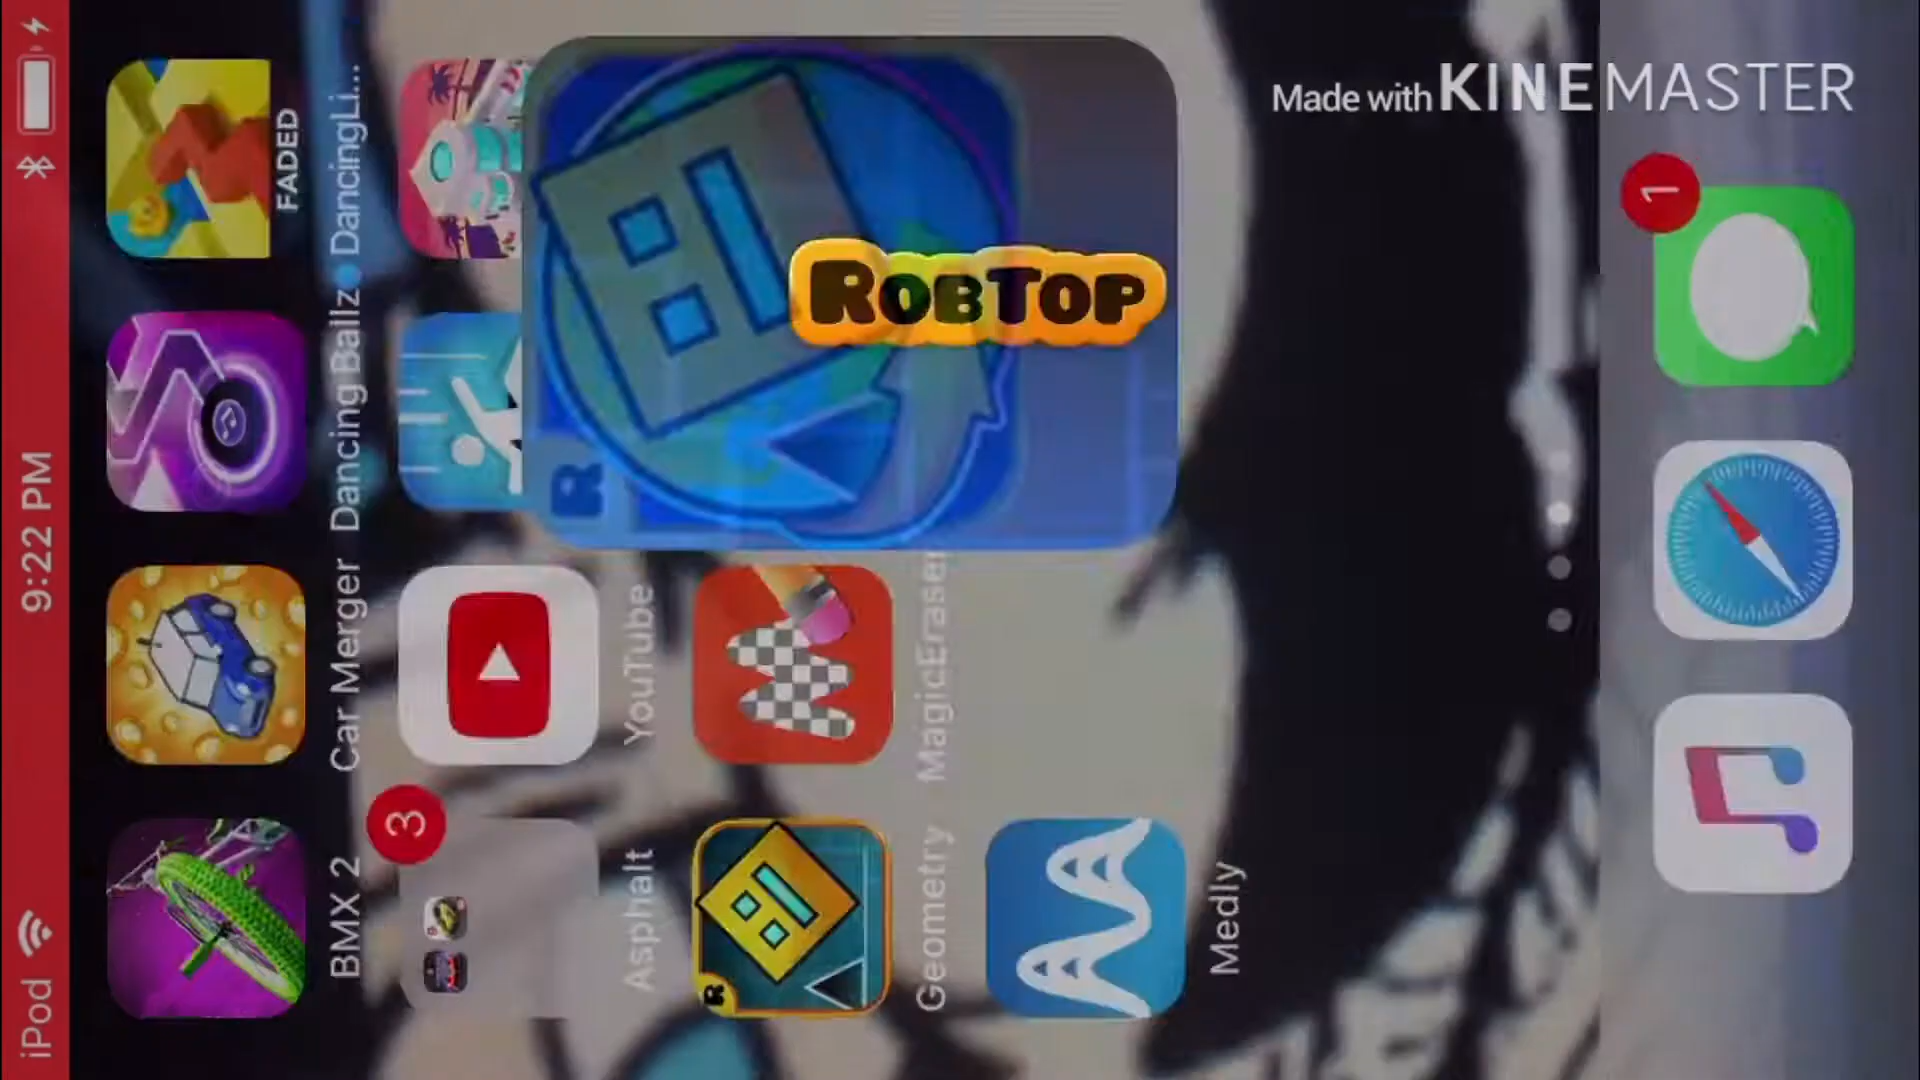 Made with KINEMASTER
iPod
9:22 PM
BMX 2
Car Merger
Dancing Ballz
DancingLi...
FADED
3
Asphalt
YouTube
R
RobTop
R
Geometry
MagicEraser
Medly
1